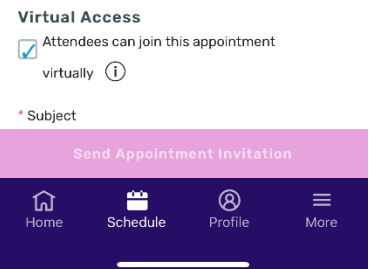 Virtual Access
Attendees can join this appointment
virtually i
* Subject
Send Appointment Invitation
Home Schedule Profile More